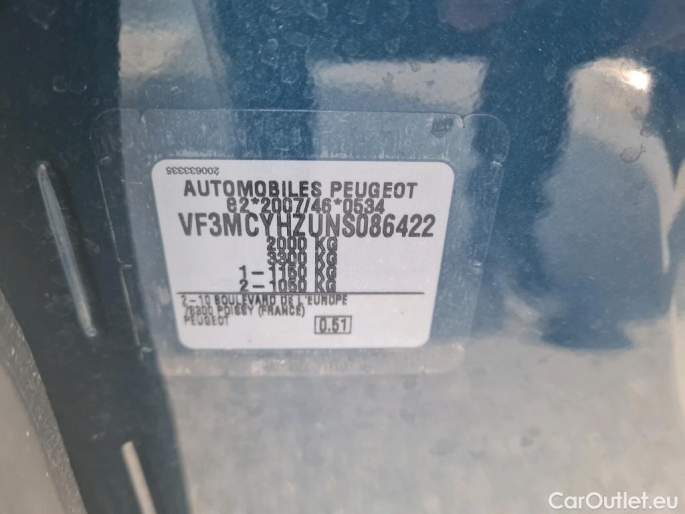 200633335
AUTOMOBILES PEUGEOT
e2*2007/46*0534
VF3MCYHZUNS086422
2000 KG
3300 KG
1-1150 KG
2-1050 KG
2-10 BOULEVARD DE L'EUROPE
78300 POISSY (FRANCE)
PEUGEOT
0.51
CarOutlet.eu